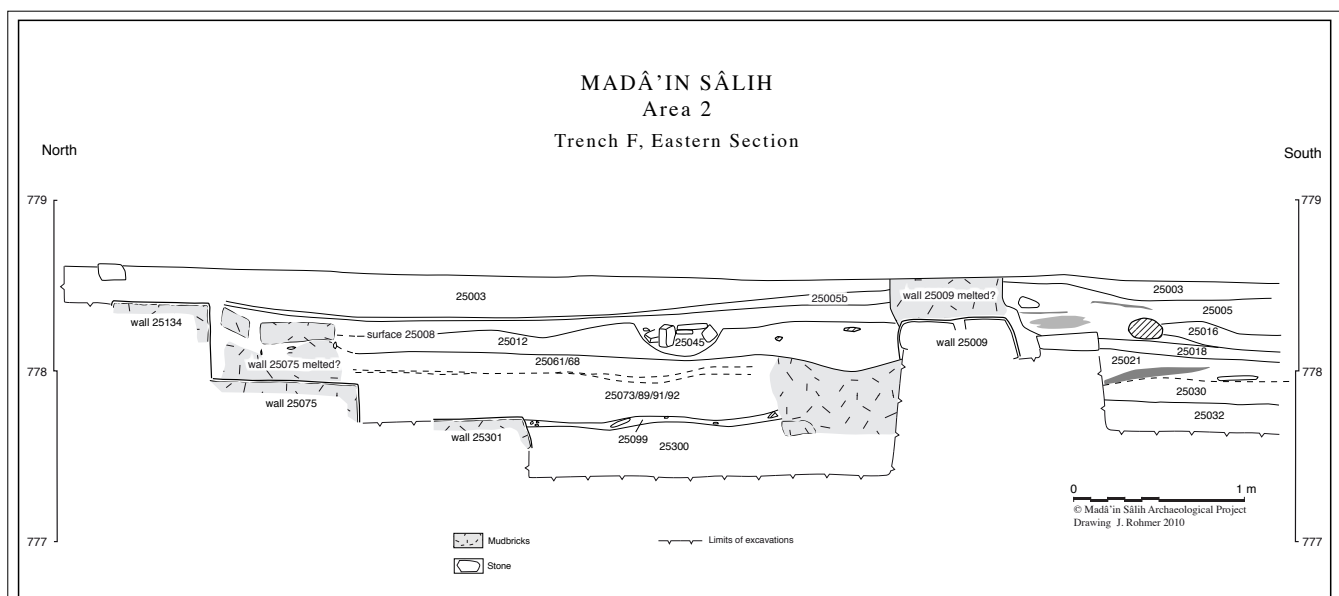 MADÂ'IN SÂLIH
Area 2
Trench F, Eastern Section
North
South
779
779
25003
25005b
wall 25009 melted?
25003
wall 25134
surface 25008
25012
25045
wall 25009
25005
25016
25018
25021
wall 25075 melted?
25061/68
778
778
wall 25075
25073/89/91/92
25030
25032
wall 25301
25099
25300
0
1 m
© Madâ'in Sâlih Archaeological Project
Drawing J. Rohmer 2010
777
777
Mudbricks
Limits of excavations
Stone